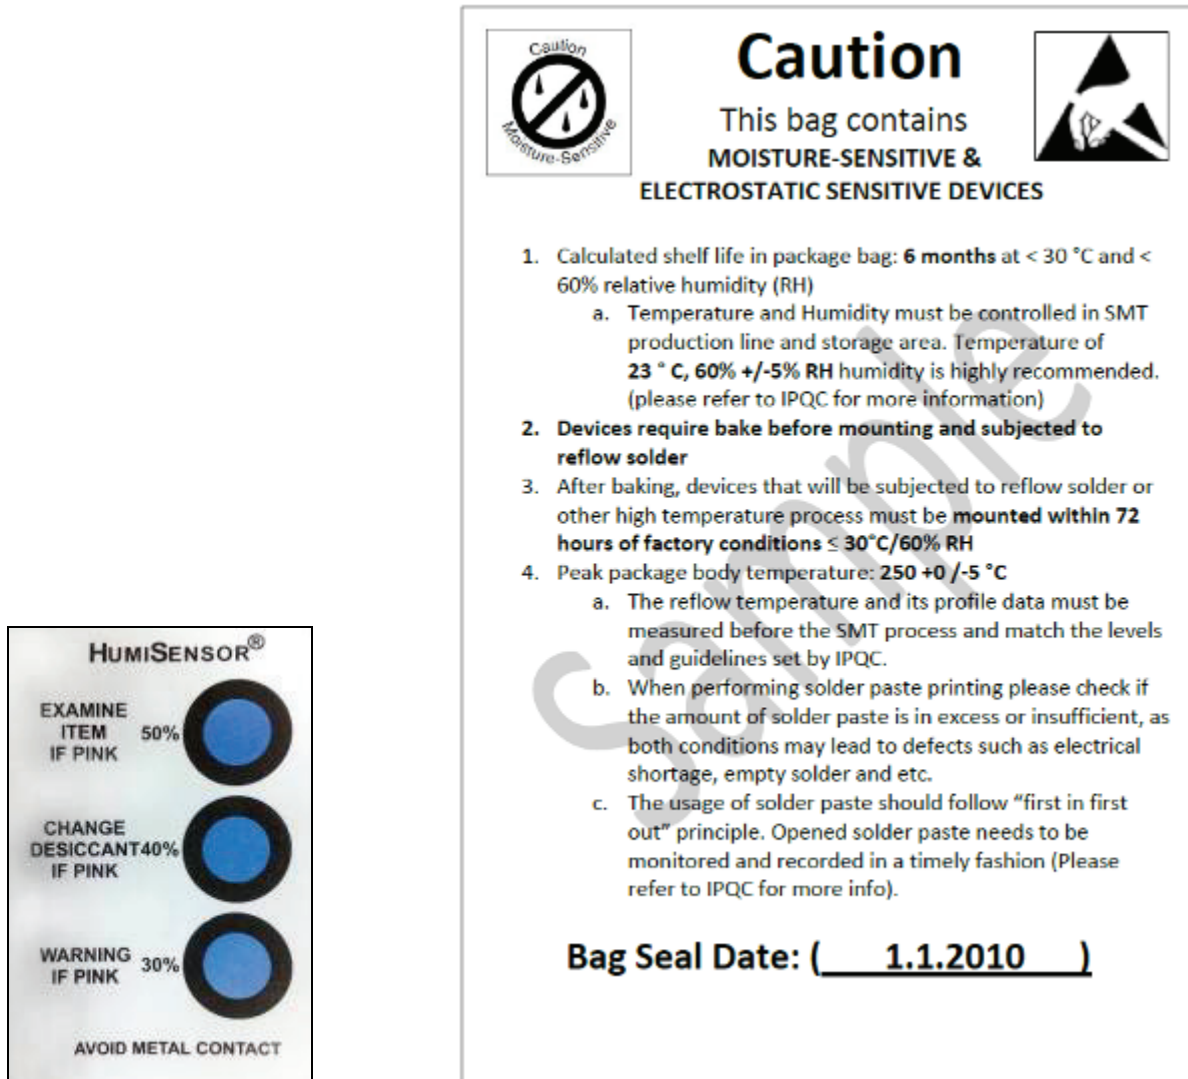 HUMISENSOR®
EXAMINE
ITEM 50%
IF PINK
CHANGE
DESICCANT 40%
IF PINK
WARNING 30%
IF PINK
AVOID METAL CONTACT
Caution
Moisture-Sensitive
Caution
This bag contains
MOISTURE-SENSITIVE &
ELECTROSTATIC SENSITIVE DEVICES
1. Calculated shelf life in package bag: 6 months at < 30 °C and <
60% relative humidity (RH)
a. Temperature and Humidity must be controlled in SMT
production line and storage area. Temperature of
23 ° C, 60% +/-5% RH humidity is highly recommended.
(please refer to IPQC for more information)
2. Devices require bake before mounting and subjected to
reflow solder
3. After baking, devices that will be subjected to reflow solder or
other high temperature process must be mounted within 72
hours of factory conditions ≤ 30°C/60% RH
4. Peak package body temperature: 250 +0 /-5 °C
a. The reflow temperature and its profile data must be
measured before the SMT process and match the levels
and guidelines set by IPQC.
b. When performing solder paste printing please check if
the amount of solder paste is in excess or insufficient, as
both conditions may lead to defects such as electrical
shortage, empty solder and etc.
c. The usage of solder paste should follow “first in first
out” principle. Opened solder paste needs to be
monitored and recorded in a timely fashion (Please
refer to IPQC for more info).
Bag Seal Date: ( 1.1.2010 )
Sample